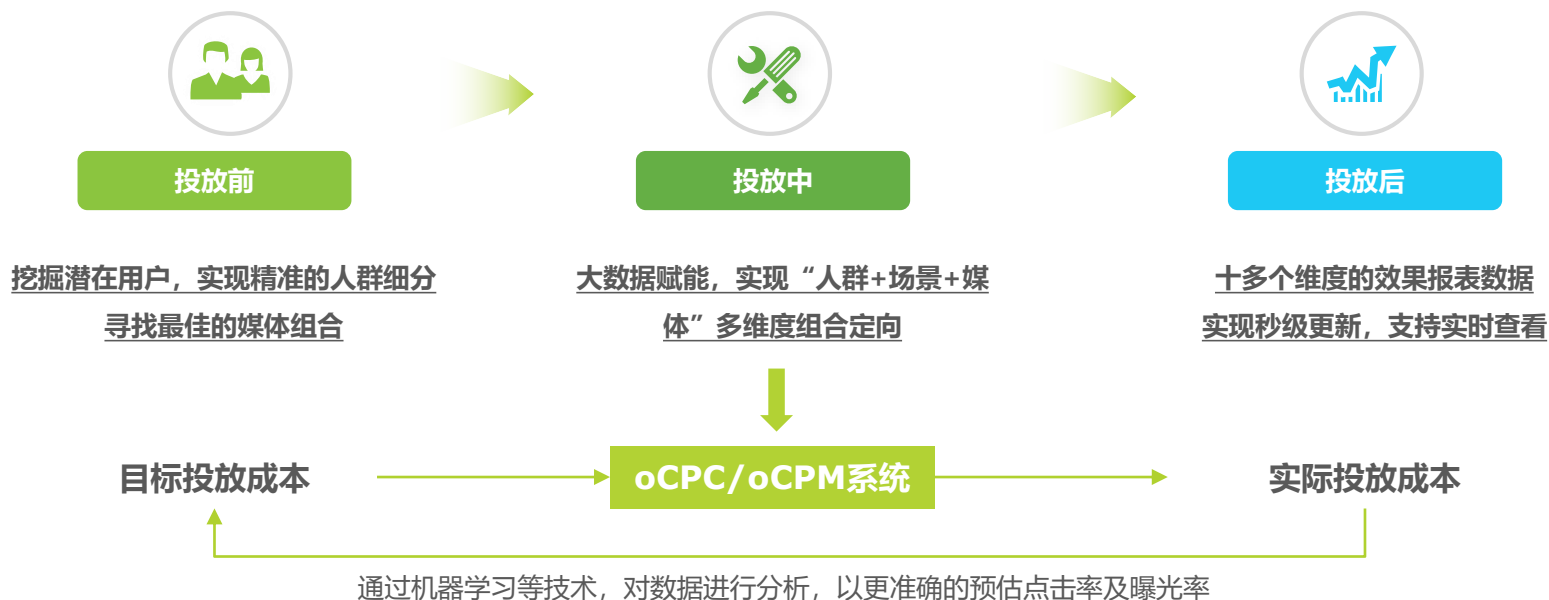 投放前
投放中
投放后
挖掘潜在用户，实现精准的人群细分
寻找最佳的媒体组合
大数据赋能，实现“人群+场景+媒
体”多维度组合定向
十多个维度的效果报表数据
实现秒级更新，支持实时查看
目标投放成本
oCPC/oCPM系统
实际投放成本
通过机器学习等技术，对数据进行分析，以更准确的预估点击率及曝光率